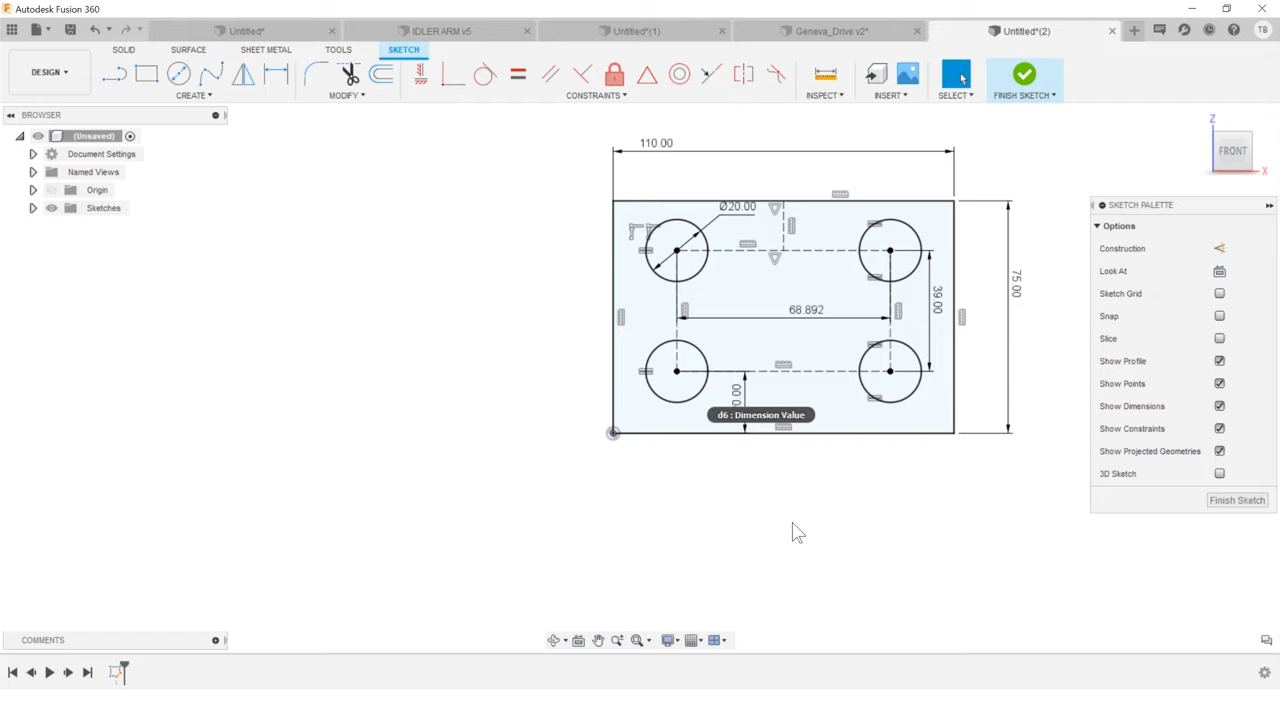 Autodesk Fusion 360
Untitled*
IDLER ARM v5
Untitled*(1)
Geneva_Drive v2*
Untitled*(2)
TB
SOLID
SURFACE
SHEET METAL
TOOLS
SKETCH
DESIGN
CREATE
MODIFY
CONSTRAINTS
INSPECT
INSERT
SELECT
FINISH SKETCH
BROWSER
(Unsaved)
Document Settings
Named Views
Origin
Sketches
110.00
Ø20.00
68.892
39.00
75.00
d6 : Dimension Value
Z
FRONT
X
SKETCH PALETTE
Options
Construction
Look At
Sketch Grid
Snap
Slice
Show Profile
Show Points
Show Dimensions
Show Constraints
Show Projected Geometries
3D Sketch
Finish Sketch
COMMENTS